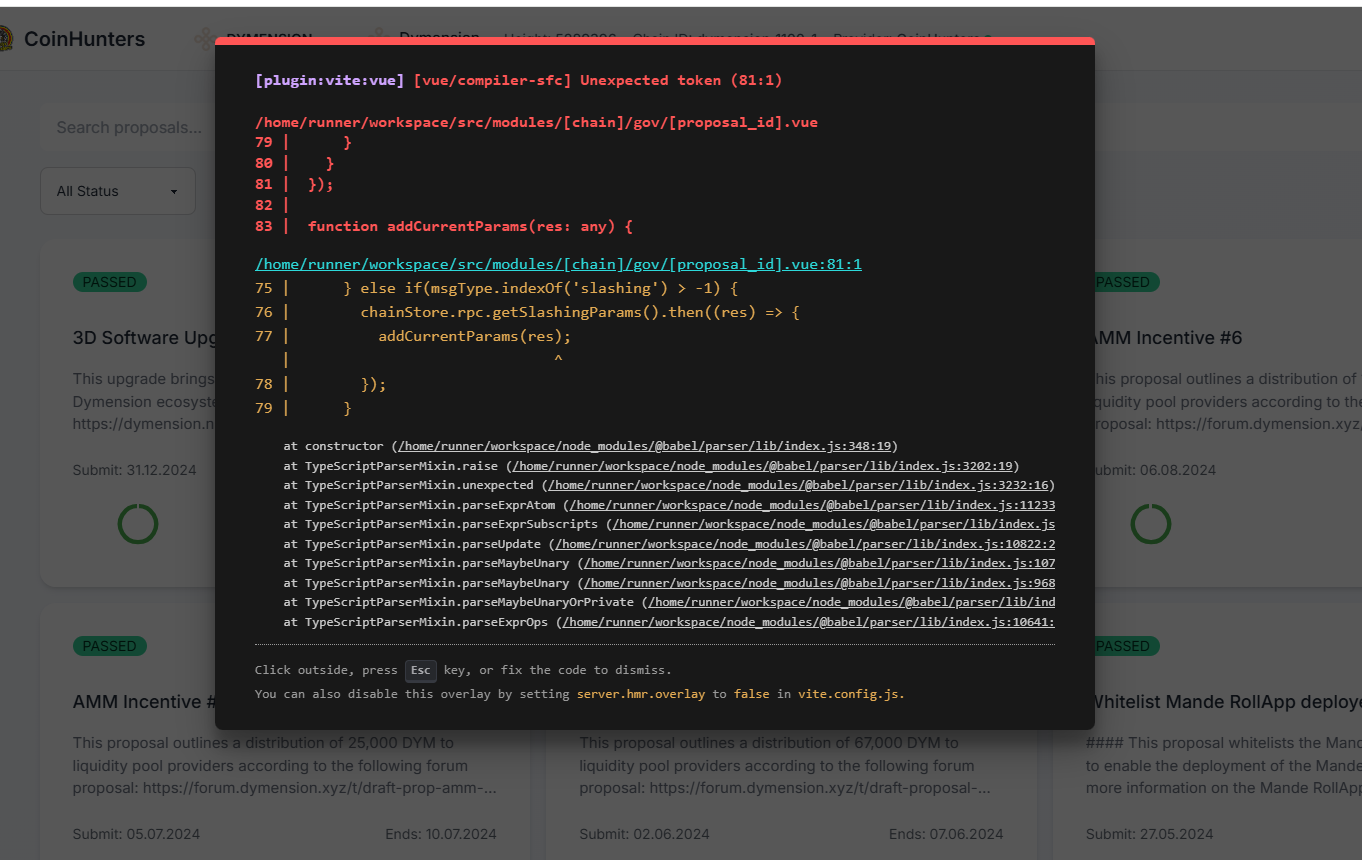 CoinHunters
DYMENSION
Dymension
[plugin:vite:vue] [vue/compiler-sfc] Unexpected token (81:1)
/home/runner/workspace/src/modules/[chain]/gov/[proposal_id].vue
79 | }
80 | }
81 | });
82 |
83 | function addCurrentParams(res: any) {
/home/runner/workspace/src/modules/[chain]/gov/[proposal_id].vue:81:1
75 | } else if(msgType.indexOf('slashing') > -1) {
76 | chainStore.rpc.getSlashingParams().then((res) => {
77 | addCurrentParams(res);
| ^
78 | });
79 | }
at constructor (/home/runner/workspace/node_modules/@babel/parser/lib/index.js:348:19)
at TypeScriptParserMixin.raise (/home/runner/workspace/node_modules/@babel/parser/lib/index.js:3202:19)
at TypeScriptParserMixin.unexpected (/home/runner/workspace/node_modules/@babel/parser/lib/index.js:3232:16)
at TypeScriptParserMixin.parseExprAtom (/home/runner/workspace/node_modules/@babel/parser/lib/index.js:11233
at TypeScriptParserMixin.parseExprSubscripts (/home/runner/workspace/node_modules/@babel/parser/lib/index.js
at TypeScriptParserMixin.parseUpdate (/home/runner/workspace/node_modules/@babel/parser/lib/index.js:10822:2
at TypeScriptParserMixin.parseMaybeUnary (/home/runner/workspace/node_modules/@babel/parser/lib/index.js:107
at TypeScriptParserMixin.parseMaybeUnary (/home/runner/workspace/node_modules/@babel/parser/lib/index.js:968
at TypeScriptParserMixin.parseMaybeUnaryOrPrivate (/home/runner/workspace/node_modules/@babel/parser/lib/ind
at TypeScriptParserMixin.parseExprOps (/home/runner/workspace/node_modules/@babel/parser/lib/index.js:10641:
Click outside, press Esc key, or fix the code to dismiss.
You can also disable this overlay by setting server.hmr.overlay to false in vite.config.js.
Search proposals...
All Status
PASSED
3D Software Upg
This upgrade brings
Dymension ecosyste
https://dymension.n
Submit: 31.12.2024
PASSED
AMM Incentive #6
his proposal outlines a distribution of
quidity pool providers according to the
roposal: https://forum.dymension.xyz/
ubmit: 06.08.2024
PASSED
AMM Incentive #
This proposal outlines a distribution of 25,000 DYM to
liquidity pool providers according to the following forum
proposal: https://forum.dymension.xyz/t/draft-prop-amm-...
Submit: 05.07.2024
Ends: 10.07.2024
This proposal outlines a distribution of 67,000 DYM to
liquidity pool providers according to the following forum
proposal: https://forum.dymension.xyz/t/draft-proposal-...
Submit: 02.06.2024
Ends: 07.06.2024
PASSED
Whitelist Mande RollApp deploye
#### This proposal whitelists the Mand
to enable the deployment of the Mande
more information on the Mande RollApp
Submit: 27.05.2024